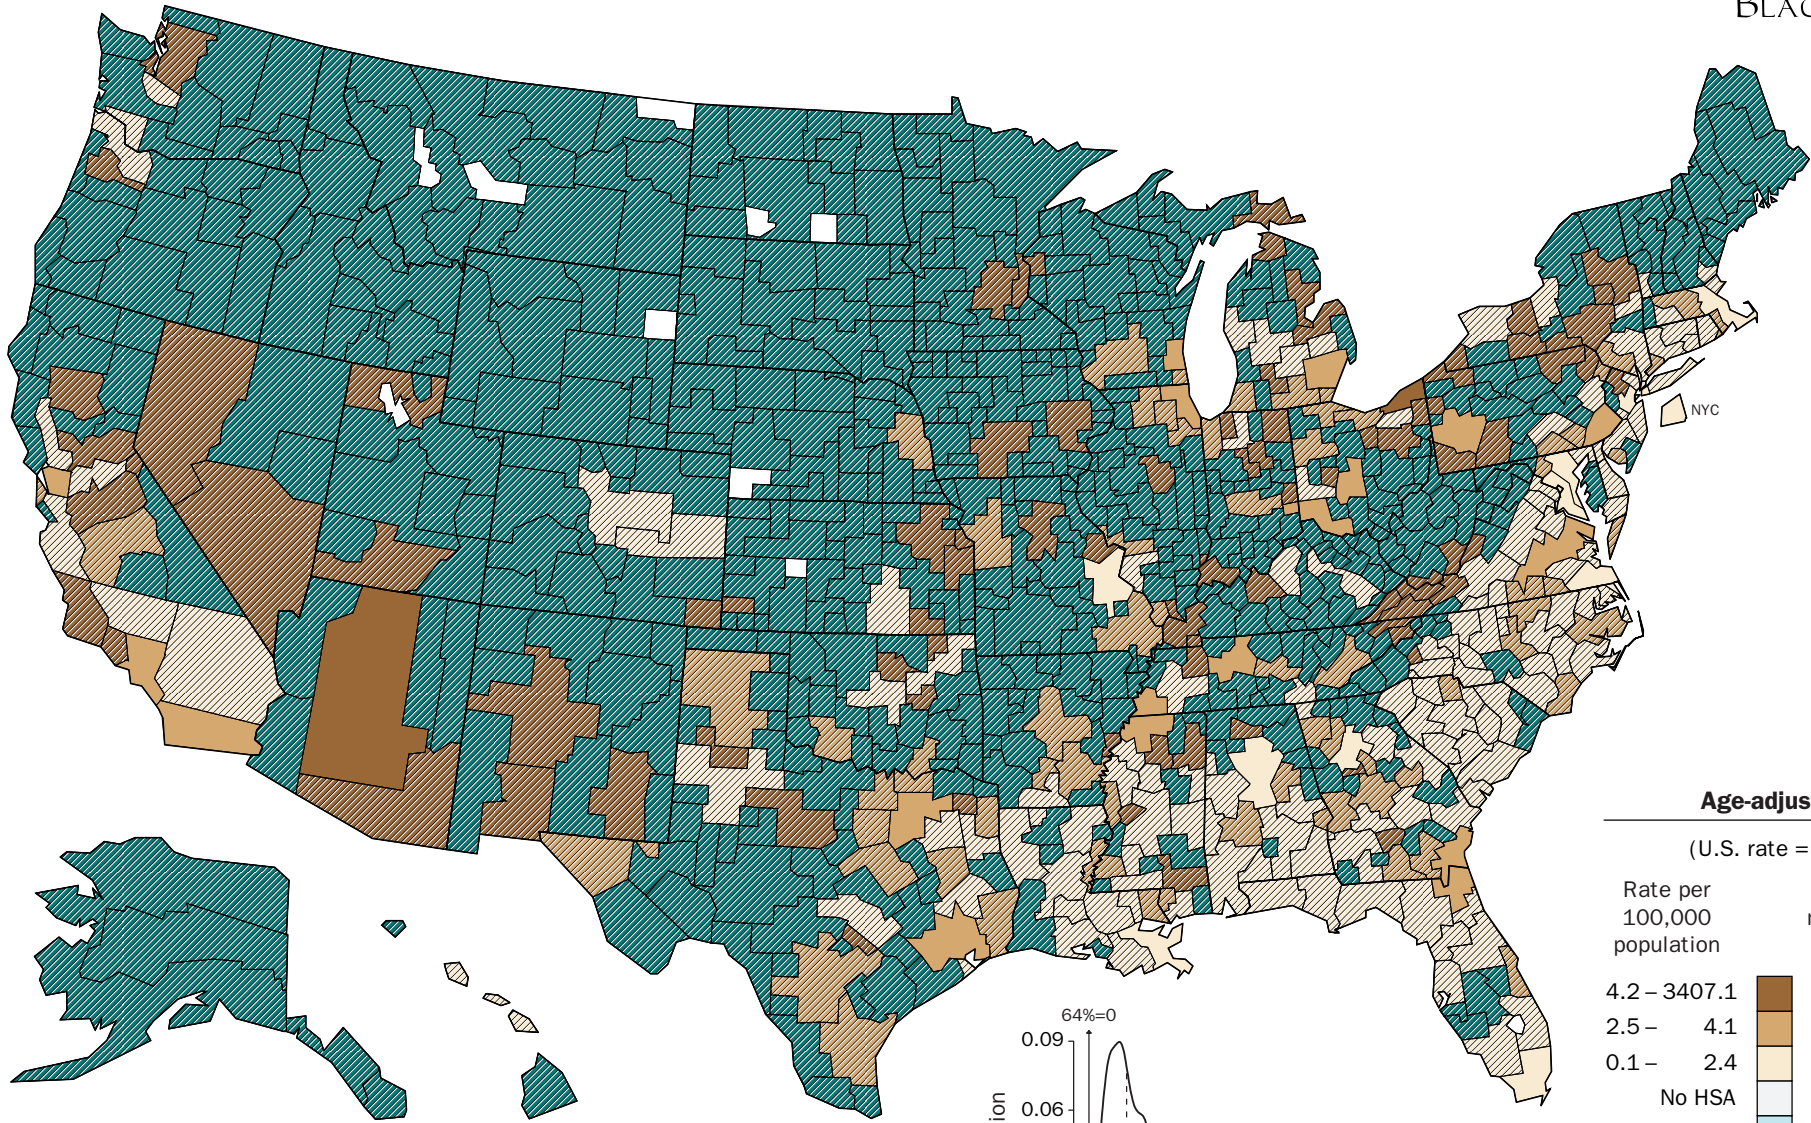 NYC
Age-adjus
(U.S. rate =
Rate per
100,000
population
4.2 – 3407.1
2.5 – 4.1
0.1 – 2.4
No HSA
64%=0
0.09
0.06